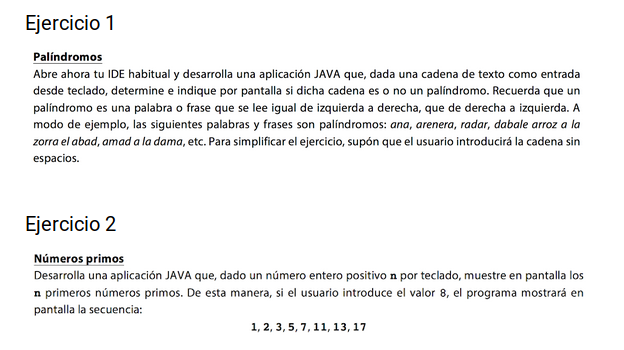 Ejercicio 1
Palíndromos
Abre ahora tu IDE habitual y desarrolla una aplicación JAVA que, dada una cadena de texto como entrada
desde teclado, determine e indique por pantalla si dicha cadena es o no un palíndromo. Recuerda que un
palíndromo es una palabra o frase que se lee igual de izquierda a derecha, que de derecha a izquierda. A
modo de ejemplo, las siguientes palabras y frases son palíndromos: ana, arenera, radar, dabale arroz a la
zorra el abad, amad a la dama, etc. Para simplificar el ejercicio, supón que el usuario introducirá la cadena sin
espacios.
Ejercicio 2
Números primos
Desarrolla una aplicación JAVA que, dado un número entero positivo n por teclado, muestre en pantalla los
n primeros números primos. De esta manera, si el usuario introduce el valor 8, el programa mostrará en
pantalla la secuencia:
1, 2, 3, 5, 7, 11, 13, 17